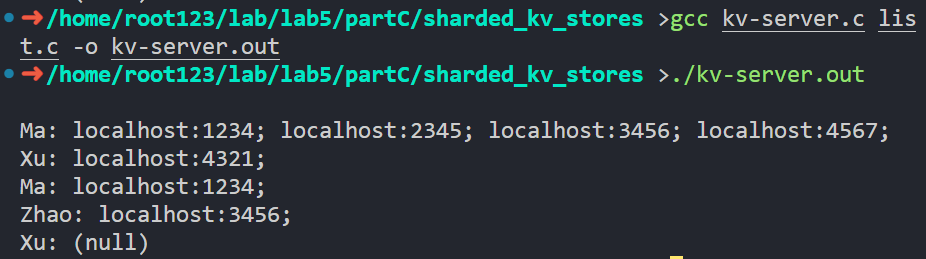 ➜/home/root123/lab/lab5/partC/sharded_kv_stores >gcc kv-server.c lis
t.c -o kv-server.out
➜/home/root123/lab/lab5/partC/sharded_kv_stores >./kv-server.out
Ma: localhost:1234; localhost:2345; localhost:3456; localhost:4567;
Xu: localhost:4321;
Ma: localhost:1234;
Zhao: localhost:3456;
Xu: (null)